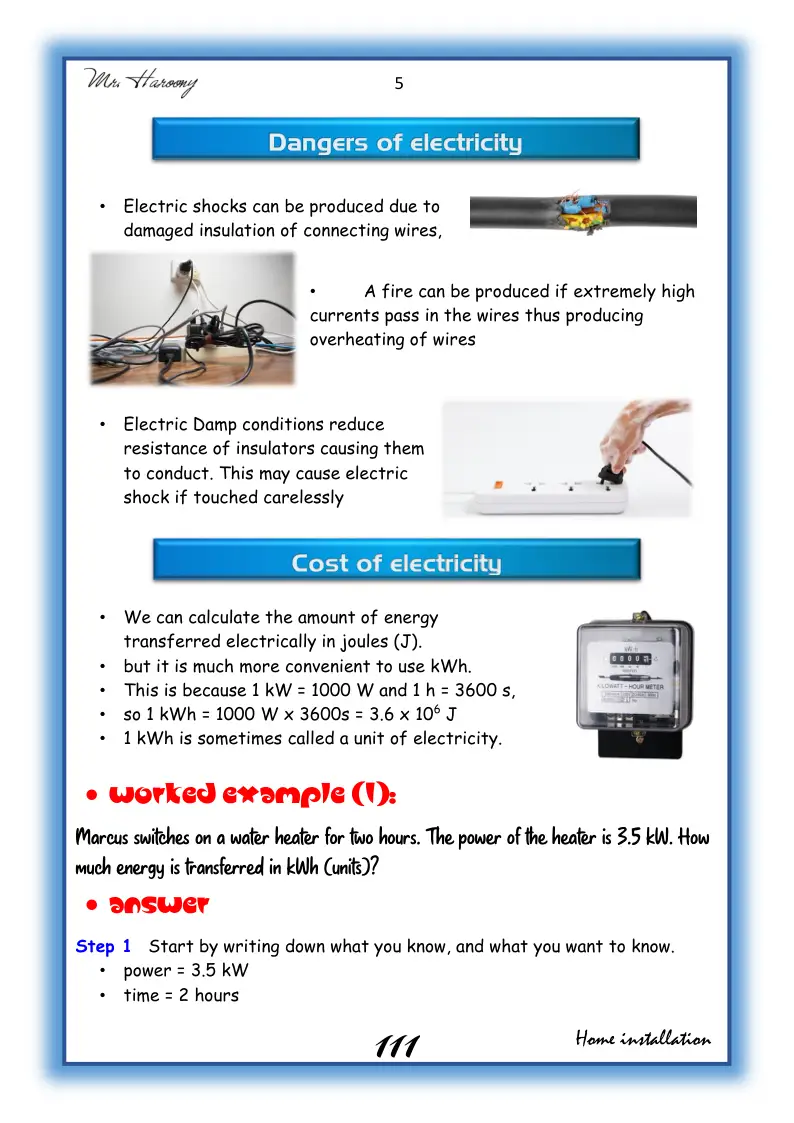 Mr. Haroony
5
Dangers of electricity
• Electric shocks can be produced due to
damaged insulation of connecting wires,
• A fire can be produced if extremely high
currents pass in the wires thus producing
overheating of wires
• Electric Damp conditions reduce
resistance of insulators causing them
to conduct. This may cause electric
shock if touched carelessly
Cost of electricity
• We can calculate the amount of energy
transferred electrically in joules (J).
• but it is much more convenient to use kWh.
• This is because 1 kW = 1000 W and 1 h = 3600 s,
• so 1 kWh = 1000 W x 3600s = 3.6 x 10⁶ J
• 1 kWh is sometimes called a unit of electricity.
KILOWATT-HOUR METER
• worked example (1):
Marcus switches on a water heater for two hours. The power of the heater is 3.5 kW. How
much energy is transferred in kWh (units)?
• answer
Step 1 Start by writing down what you know, and what you want to know.
• power = 3.5 kW
• time = 2 hours
111
Home installation